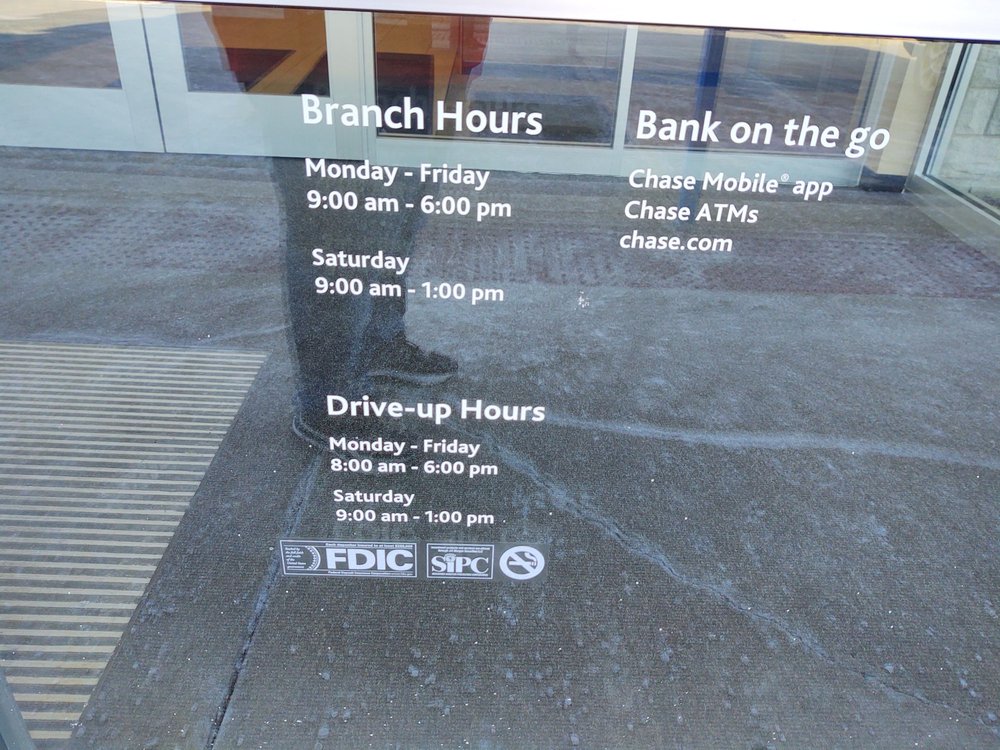 Branch Hours
Monday - Friday
9:00 am - 6:00 pm
Saturday
9:00 am - 1:00 pm
Bank on the go
Chase Mobile® app
Chase ATMs
chase.com
Drive-up Hours
Monday - Friday
8:00 am - 6:00 pm
Saturday
9:00 am - 1:00 pm
FDIC
SIPC